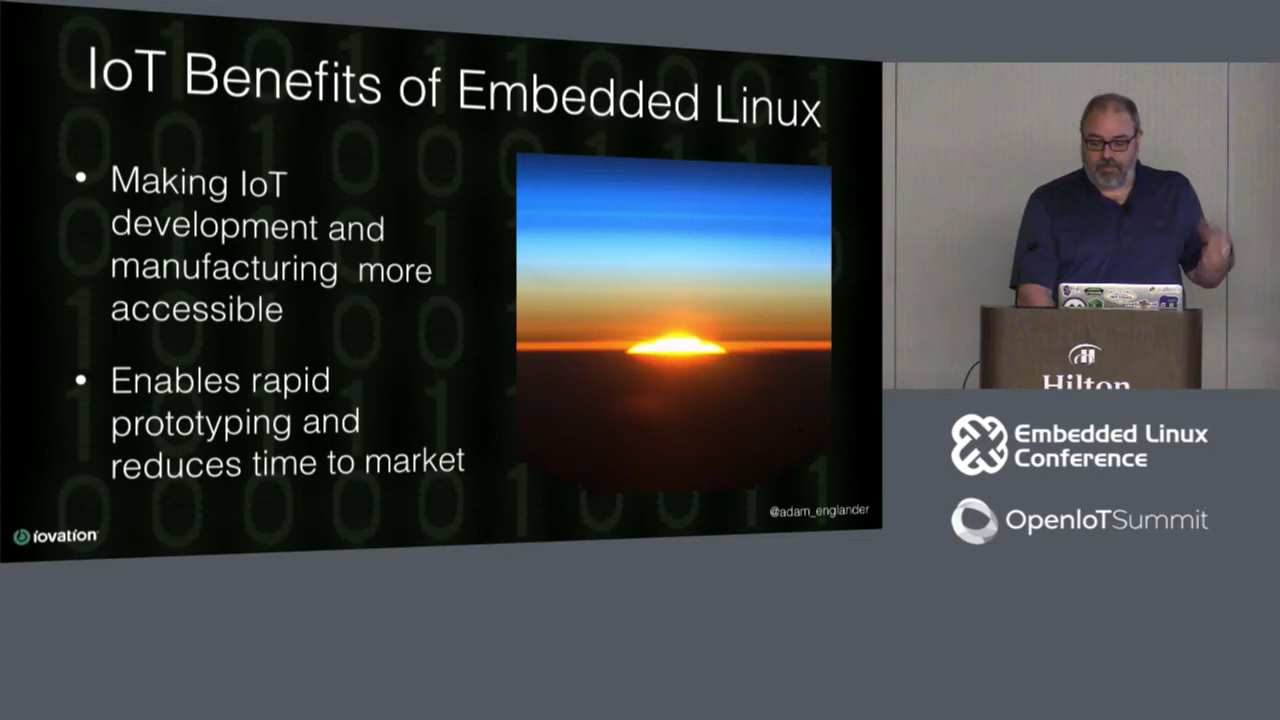 IoT Benefits of Embedded Linux
• Making IoT
development and
manufacturing more
accessible
• Enables rapid
prototyping and
reduces time to market
@adam_englander
iovation
Hilton
Embedded Linux
Conference
OpenIoTSummit